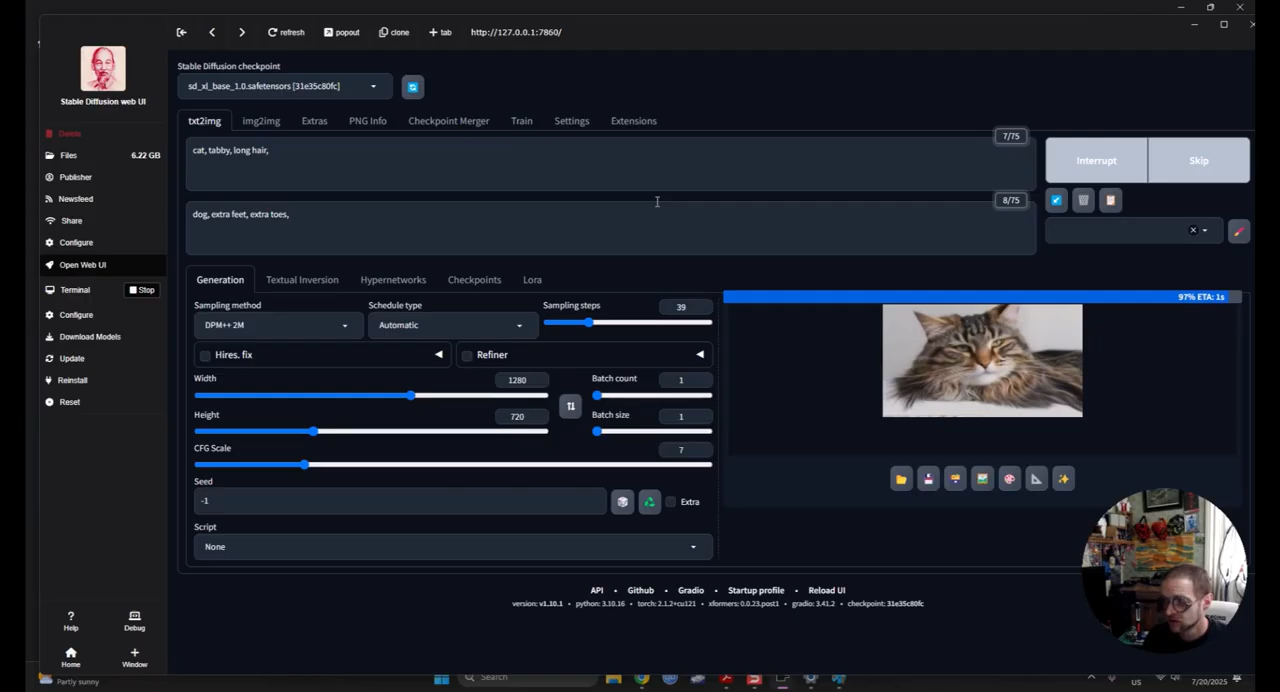 refresh popout clone tab http://127.0.0.1:7860/
Stable Diffusion web UI
Delete
Files 6.22 GB
Publisher
Newsfeed
Share
Configure
Open Web UI
Terminal Stop
Configure
Download Models
Update
Reinstall
Reset
Help Debug
Home Window
Stable Diffusion checkpoint
sd_xl_base_1.0.safetensors [31e35c80fc]
txt2img img2img Extras PNG Info Checkpoint Merger Train Settings Extensions
7/75
cat, tabby, long hair,
Interrupt Skip
8/75
dog, extra feet, extra toes,
Generation Textual Inversion Hypernetworks Checkpoints Lora
Sampling method Schedule type Sampling steps 39
DPM++ 2M Automatic
97% ETA: 1s
Hires. fix Refiner
Width 1280 Batch count 1
Height 720 Batch size 1
CFG Scale 7
Seed
-1 Extra
Script
None
API • Github • Gradio • Startup profile • Reload UI
version: v1.10.1 • python: 3.10.16 • torch: 2.1.2+cu121 • xformers: 0.0.23.post1 • gradio: 3.41.2 • checkpoint: 31e35c80fc
Partly sunny Search US 7/20/2025